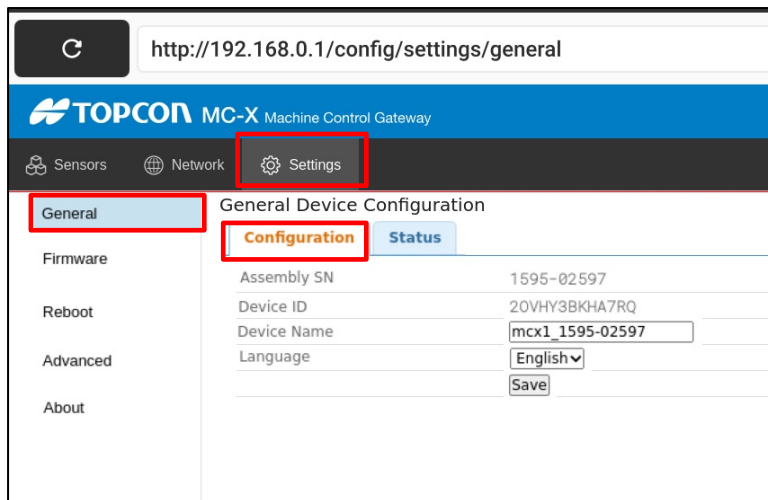 http://192.168.0.1/config/settings/general
TOPCON MC-X Machine Control Gateway
Sensors Network Settings
General
Firmware
Reboot
Advanced
About
General Device Configuration
Configuration Status
Assembly SN 1595-02597
Device ID 2OVHY3BKHA7RQ
Device Name mcx1_1595-02597
Language English
Save